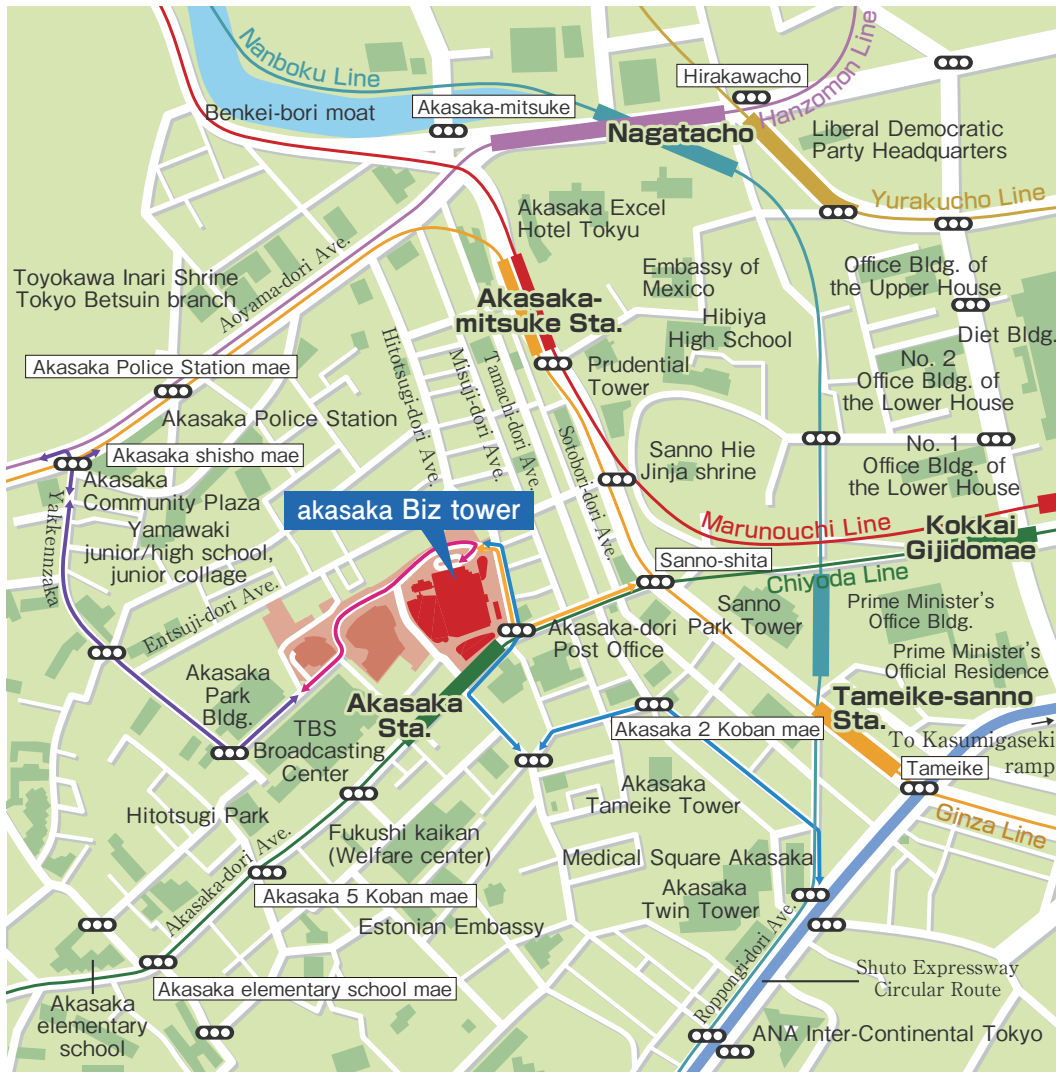 Nanboku Line
Hirakawacho
Hanzomon Line
Benkei-bori moat
Akasaka-mitsuke
Nagatacho
Liberal Democratic
Party Headquarters
Yurakucho Line
Akasaka Excel
Hotel Tokyu
Aoyama-dori Ave.
Toyokawa Inari Shrine
Tokyo Betsuin branch
Embassy of
Mexico
Office Bldg. of
the Upper House
Akasaka-
mitsuke Sta.
Hibiya
High School
Diet Bldg.
Hitotsugi-dori Ave.
Misuji-dori Ave.
Tamachi-dori Ave.
Akasaka Police Station mae
Prudential
Tower
No. 2
Office Bldg. of
the Lower House
Akasaka Police Station
Sotobori-dori Ave.
Akasaka shisho mae
Sanno Hie
Jinja shrine
No. 1
Office Bldg. of
the Lower House
Akasaka
Community Plaza
Yakkenzaka
akasaka Biz tower
Marunouchi Line
Kokkai
Gijidomae
Yamawaki
junior/high school,
junior collage
Sanno-shita
Chiyoda Line
Entsuji-dori Ave.
Sanno
Park Tower
Prime Minister's
Office Bldg.
Akasaka-dori
Post Office
Prime Minister's
Official Residence
Akasaka
Park
Bldg.
Akasaka
Sta.
Tameike-sanno
Sta.
TBS
Broadcasting
Center
Akasaka 2 Koban mae
To Kasumigaseki
ramp
Tameike
Akasaka
Tameike Tower
Hitotsugi Park
Ginza Line
Akasaka-dori Ave.
Fukushi kaikan
(Welfare center)
Medical Square Akasaka
Akasaka 5 Koban mae
Akasaka
Twin Tower
Estonian Embassy
Roppongi-dori Ave.
Shuto Expressway
Circular Route
Akasaka elementary school mae
Akasaka
elementary
school
ANA Inter-Continental Tokyo